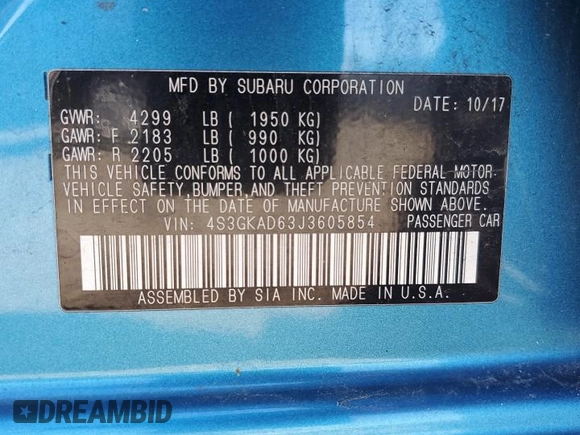 MFD BY SUBARU CORPORATION
DATE: 10/17
GVWR: 4299 LB ( 1950 KG)
GAWR: F 2183 LB ( 990 KG)
GAWR: R 2205 LB ( 1000 KG)
THIS VEHICLE CONFORMS TO ALL APPLICABLE FEDERAL MOTOR-
VEHICLE SAFETY,BUMPER,AND THEFT PREVENTION STANDARDS
IN EFFECT ON THE DATE OF MANUFACTURE SHOWN ABOVE.
VIN: 4S3GKAD63J3605854 PASSENGER CAR
ASSEMBLED BY SIA INC. MADE IN U.S.A.
DREAMBID